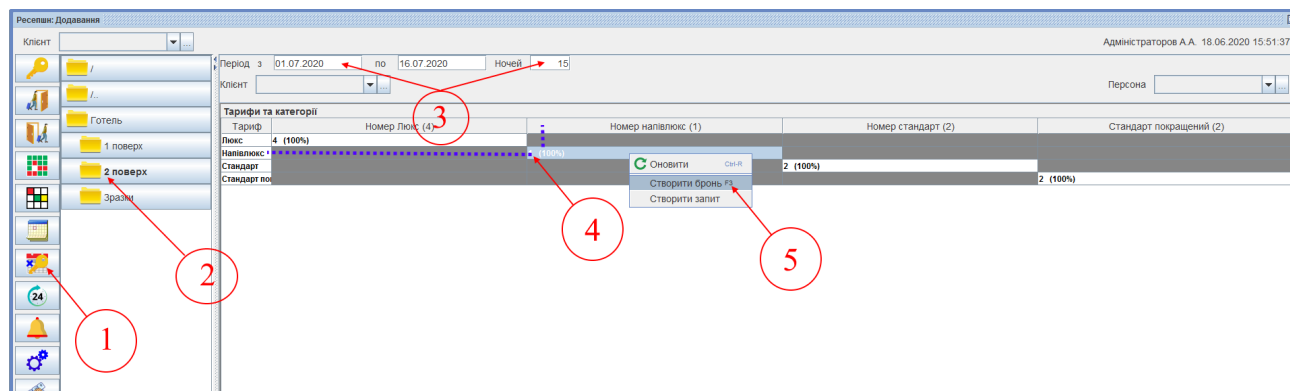 Ресепшн: Додавання
Клієнт
Адміністраторов А.А. 18.06.2020 15:51:37
/
/..
Готель
1 поверх
2 поверх
Зразки
Період з 01.07.2020 по 16.07.2020 Ночей 15
Клієнт
Персона
Тарифи та категорії
Тариф Номер Люкс (4) Номер напівлюкс (1) Номер стандарт (2) Стандарт покращений (2)
Люкс 4 (100%)
Напівлюкс (100%)
Стандарт 2 (100%)
Стандарт по 2 (100%)
Оновити Ctrl-R
Створити бронь F3
Створити запит
24
1
2
3
4
5